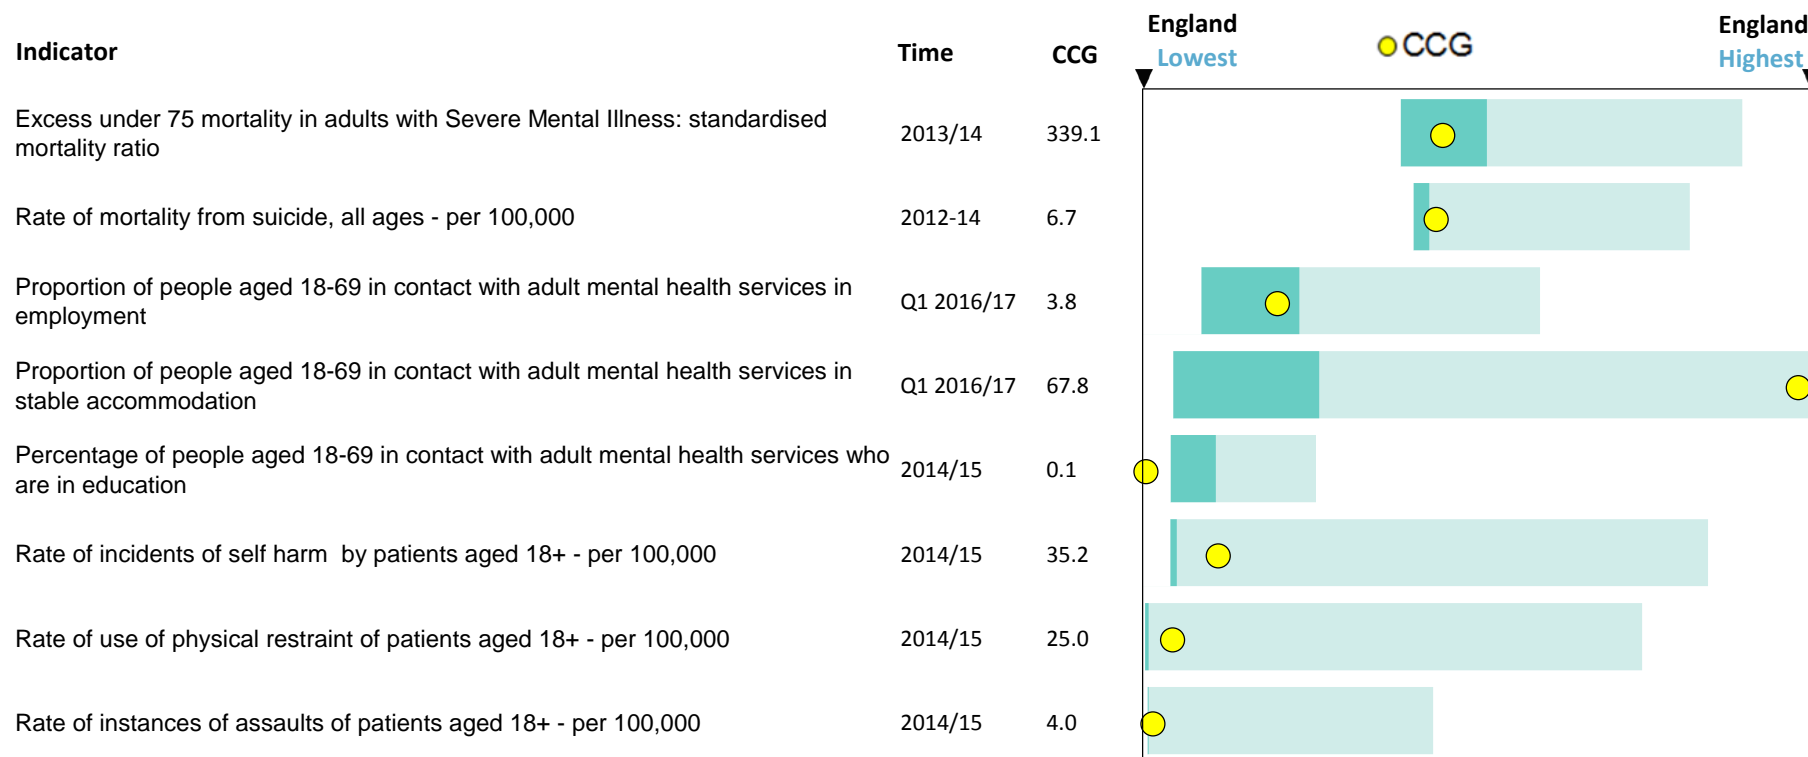 Indicator Time CCG England Lowest CCG England Highest
Excess under 75 mortality in adults with Severe Mental Illness: standardised
mortality ratio 2013/14 339.1
Rate of mortality from suicide, all ages - per 100,000 2012-14 6.7
Proportion of people aged 18-69 in contact with adult mental health services in
employment Q1 2016/17 3.8
Proportion of people aged 18-69 in contact with adult mental health services in
stable accommodation Q1 2016/17 67.8
Percentage of people aged 18-69 in contact with adult mental health services who
are in education 2014/15 0.1
Rate of incidents of self harm  by patients aged 18+ - per 100,000 2014/15 35.2
Rate of use of physical restraint of patients aged 18+ - per 100,000 2014/15 25.0
Rate of instances of assaults of patients aged 18+ - per 100,000 2014/15 4.0